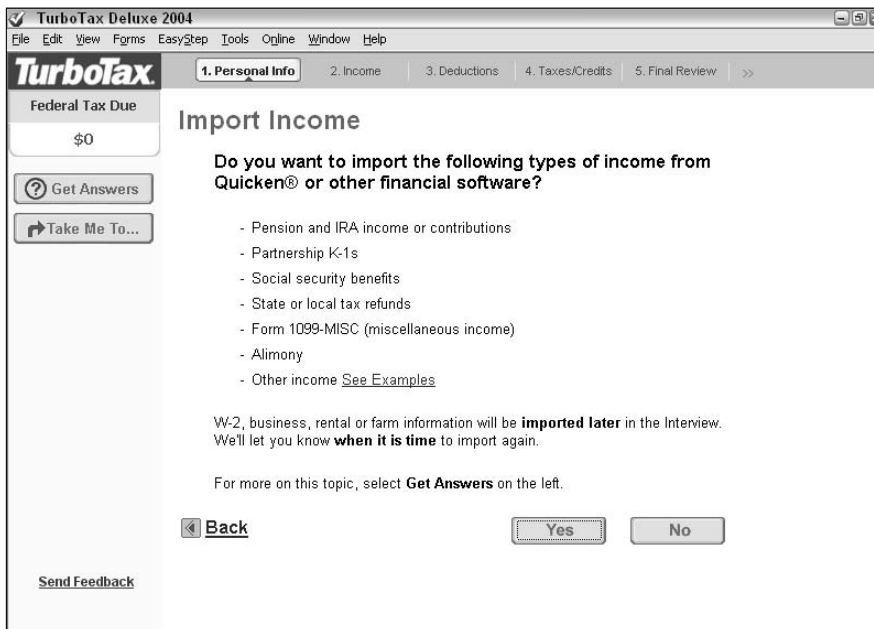 TurboTax Deluxe 2004
File Edit View Forms EasyStep Tools Online Window Help
TurboTax.
1. Personal Info 2. Income 3. Deductions 4. Taxes/Credits 5. Final Review >>
Federal Tax Due
$0
Get Answers
Take Me To...
Import Income
Do you want to import the following types of income from
Quicken® or other financial software?
- Pension and IRA income or contributions
- Partnership K-1s
- Social security benefits
- State or local tax refunds
- Form 1099-MISC (miscellaneous income)
- Alimony
- Other income See Examples
W-2, business, rental or farm information will be imported later in the Interview.
We'll let you know when it is time to import again.
For more on this topic, select Get Answers on the left.
Back
Yes
No
Send Feedback